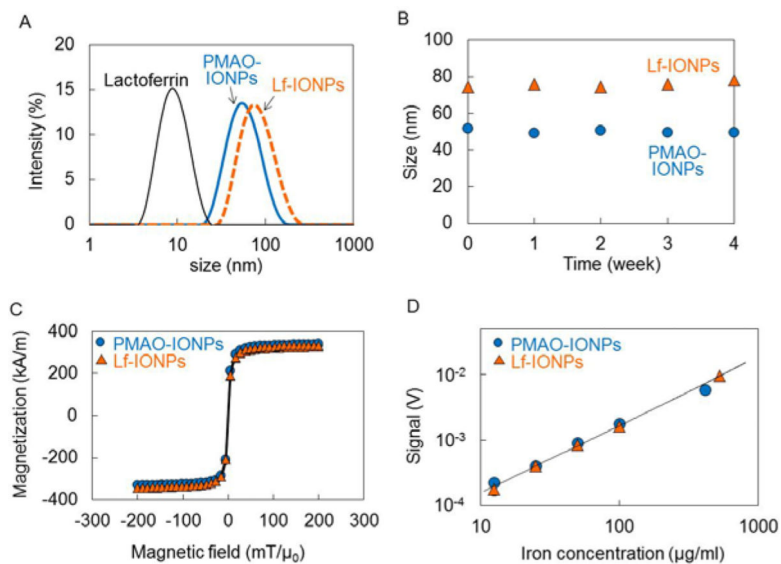 A
20
15
10
5
0
Intensity (%)
Lactoferrin
PMAO-
IONPs
Lf-IONPs
1
10
100
1000
size (nm)
B
100
80
60
40
20
0
Size (nm)
Lf-IONPs
PMAO-
IONPs
0
1
2
3
4
Time (week)
C
400
200
0
-200
-400
Magnetization (kA/m)
PMAO-IONPs
Lf-IONPs
-300
-200
-100
0
100
200
300
Magnetic field (mT/μ₀)
D
10⁻²
10⁻³
10⁻⁴
Signal (V)
PMAO-IONPs
Lf-IONPs
10
100
1000
Iron concentration (μg/ml)